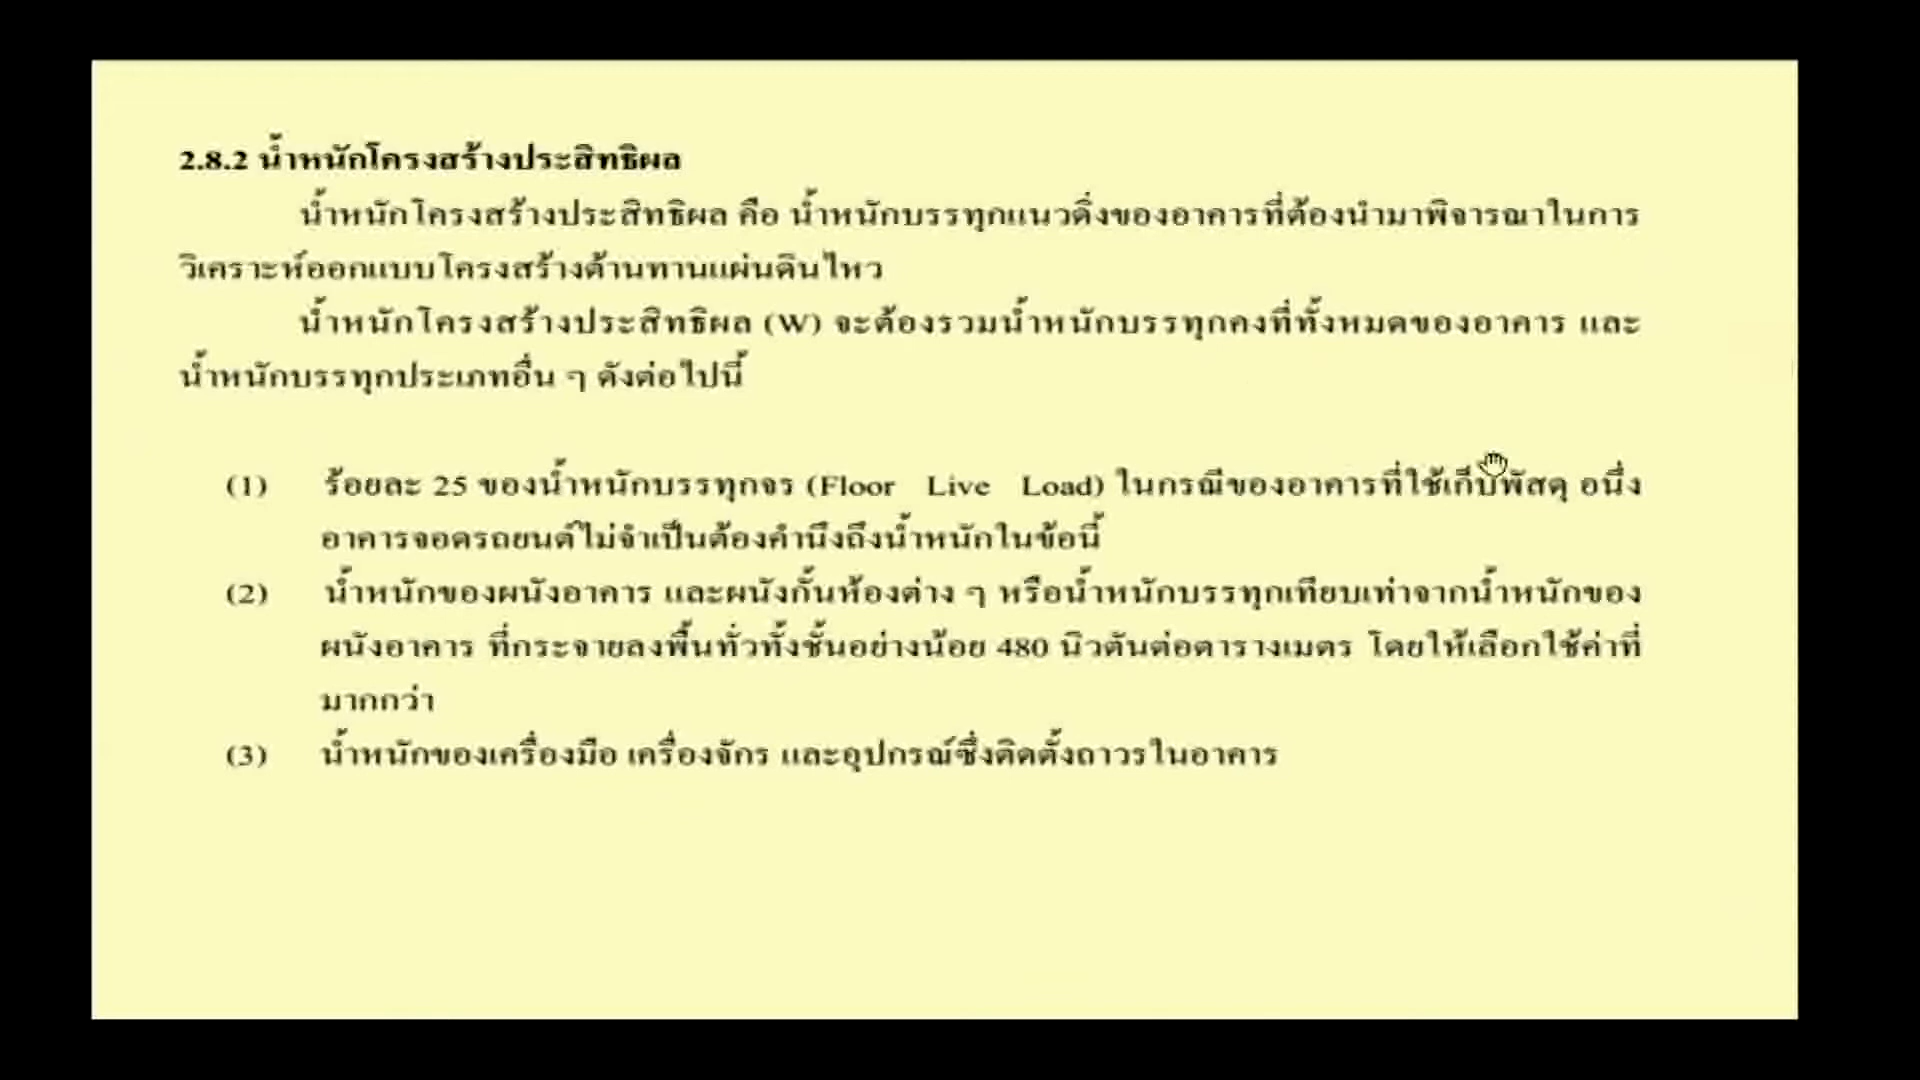 2.8.2 น้ำหนักโครงสร้างประสิทธิผล
น้ำหนักโครงสร้างประสิทธิผล คือ น้ำหนักบรรทุกแนวดิ่งของอาคารที่ต้องนำมาพิจารณาในการ
วิเคราะห์ออกแบบโครงสร้างต้านทานแผ่นดินไหว
น้ำหนักโครงสร้างประสิทธิผล (W) จะต้องรวมน้ำหนักบรรทุกคงที่ทั้งหมดของอาคาร และ
น้ำหนักบรรทุกประเภทอื่น ๆ ดังต่อไปนี้
(1) ร้อยละ 25 ของน้ำหนักบรรทุกจร (Floor Live Load) ในกรณีของอาคารที่ใช้เก็บพัสดุ อนึ่ง
อาคารจอดรถยนต์ไม่จำเป็นต้องคำนึงถึงน้ำหนักในข้อนี้
(2) น้ำหนักของผนังอาคาร และผนังกั้นห้องต่าง ๆ หรือน้ำหนักบรรทุกเทียบเท่าจากน้ำหนักของ
ผนังอาคาร ที่กระจายลงพื้นทั่วทั้งชั้นอย่างน้อย 480 นิวตันต่อตารางเมตร โดยให้เลือกใช้ค่าที่
มากกว่า
(3) น้ำหนักของเครื่องมือ เครื่องจักร และอุปกรณ์ซึ่งติดตั้งถาวรในอาคาร